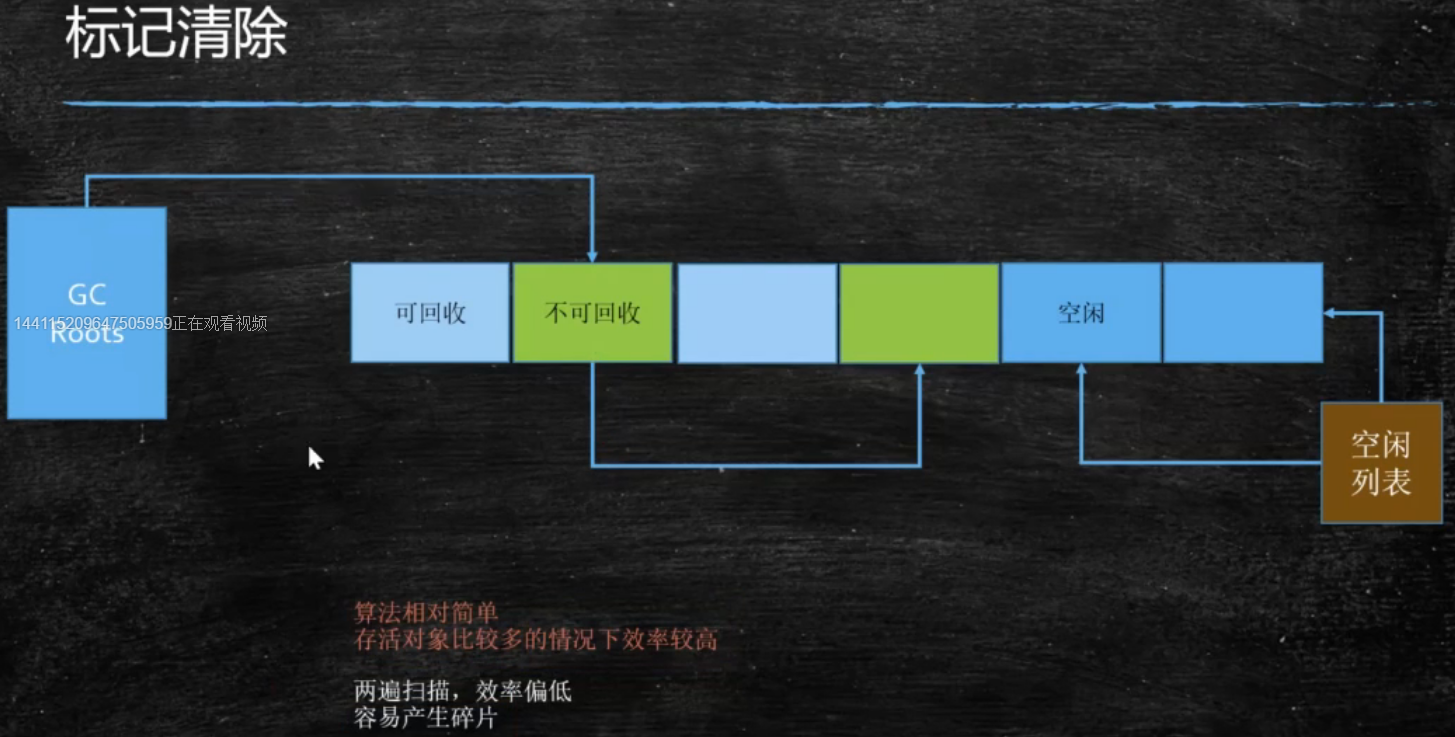 标记清除
GC
Roots
144115209647505959正在观看视频
可回收
不可回收
空闲
空闲
列表
算法相对简单
存活对象比较多的情况下效率较高
两遍扫描，效率偏低
容易产生碎片